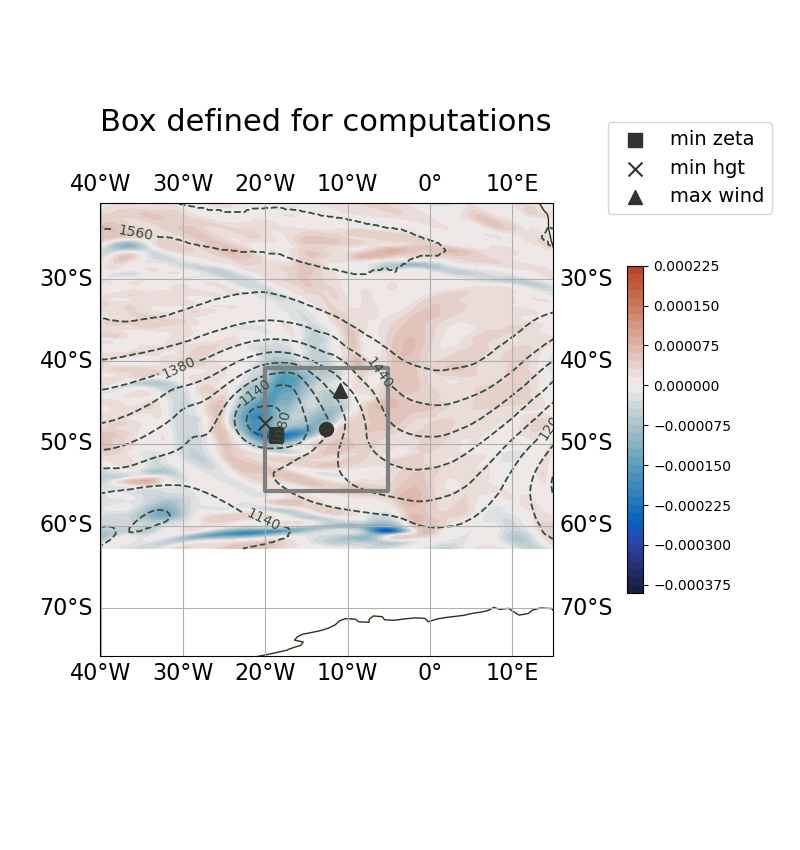 Box defined for computations
min zeta
min hgt
max wind
40°W 30°W 20°W 10°W 0° 10°E
1560
30°S 30°S
40°S 40°S
1380
1440
1140
1080
50°S 50°S
1140
60°S 60°S
70°S 70°S
40°W 30°W 20°W 10°W 0° 10°E
0.000225
0.000150
0.000075
0.000000
−0.000075
−0.000150
−0.000225
−0.000300
−0.000375